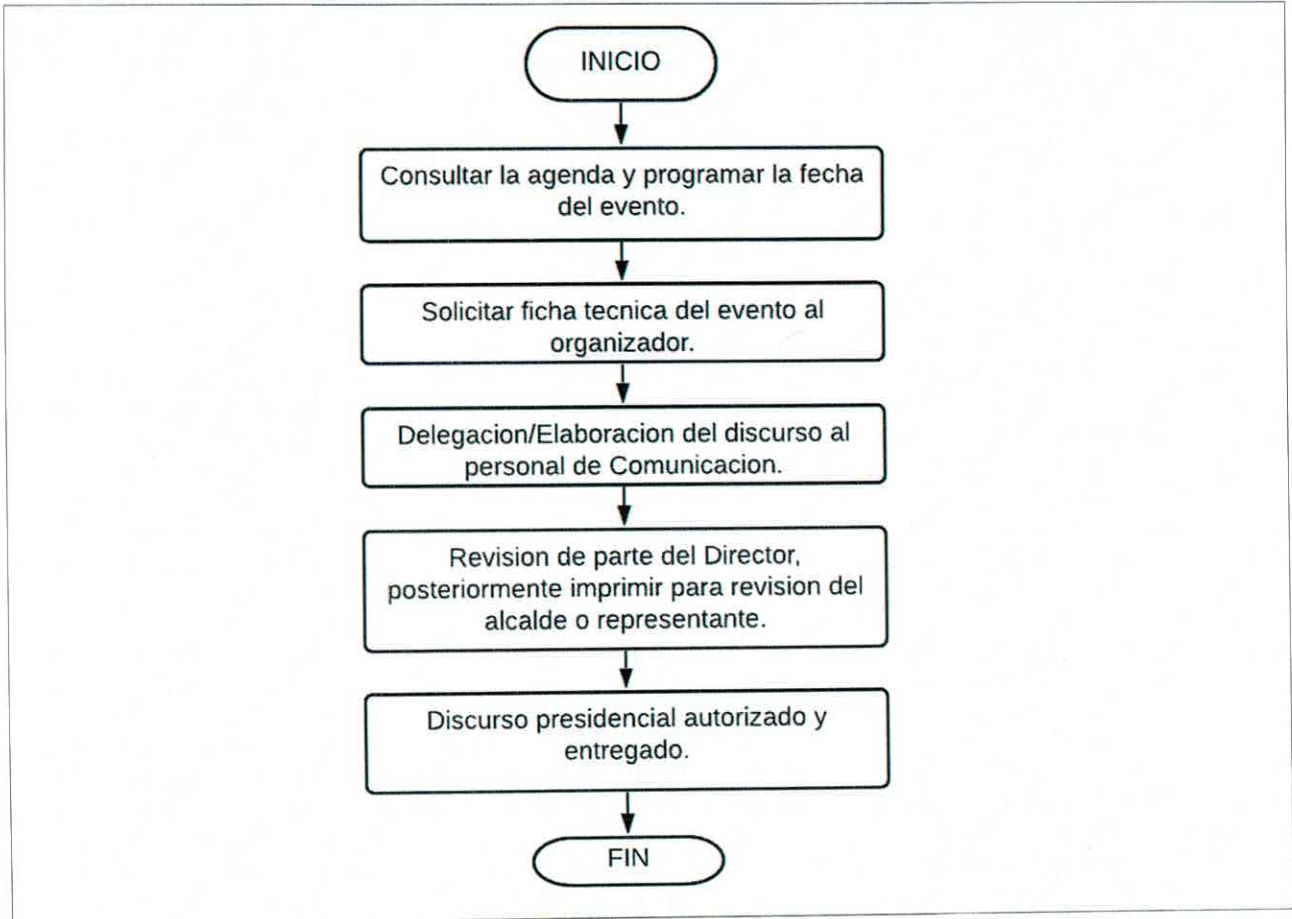 INICIO
Consultar la agenda y programar la fecha
del evento.
Solicitar ficha tecnica del evento al
organizador.
Delegacion/Elaboracion del discurso al
personal de Comunicacion.
Revision de parte del Director,
posteriormente imprimir para revision del
alcalde o representante.
Discurso presidencial autorizado y
entregado.
FIN